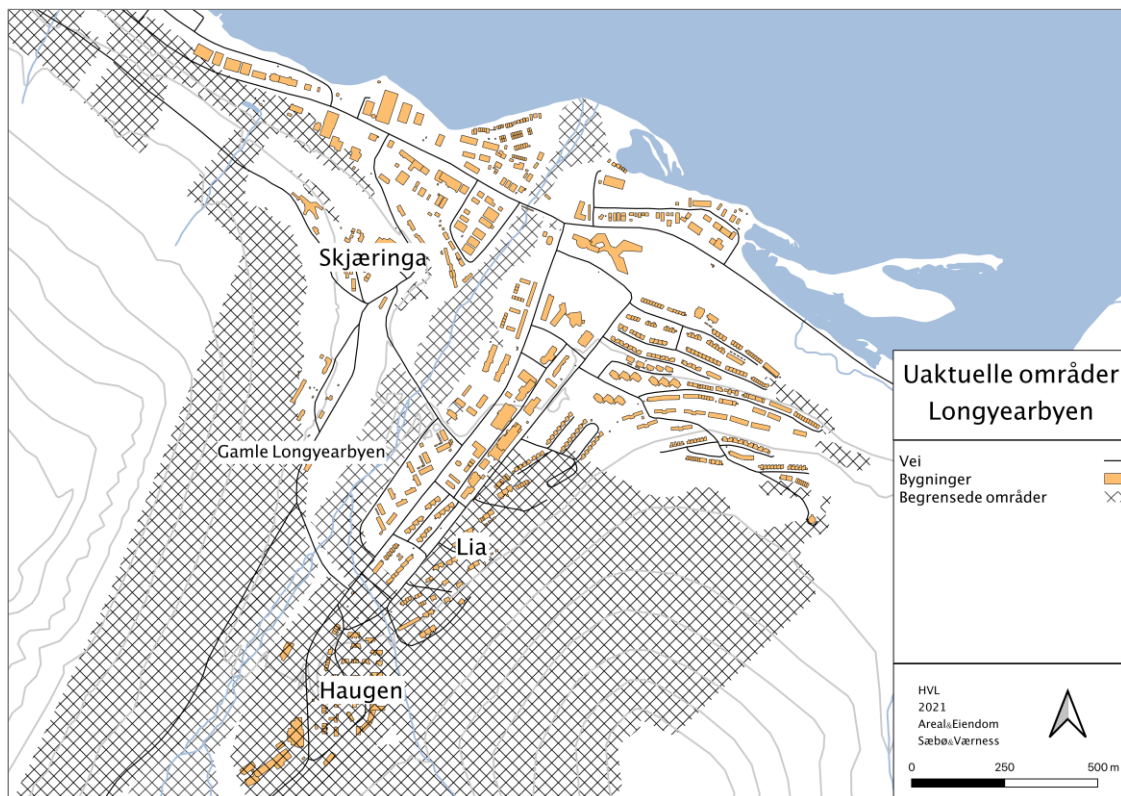 Skjæringa
Gamle Longyearbyen
Lia
Haugen
Uaktuelle områder
Longyearbyen
Vei
Bygninger
Begrensede områder
HVL
2021
Areal&Eiendom
Sæbø&Værness
0 250 500 m